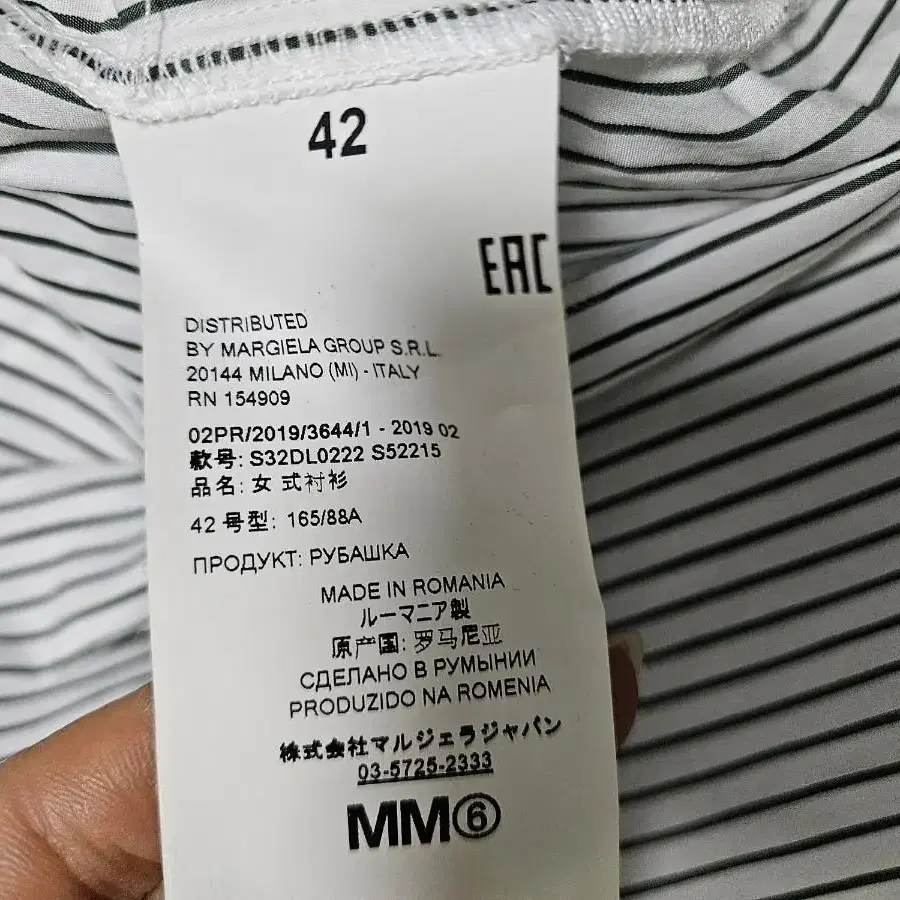 42
EAC
DISTRIBUTED
BY MARGIELA GROUP S.R.L.
20144 MILANO (MI) - ITALY
RN 154909
02PR/2019/3644/1 - 2019 02
款号: S32DL0222 S52215
品名: 女 式衬衫
42 号型: 165/88A
ПРОДУКТ: РУБАШКА
MADE IN ROMANIA
ルーマニア製
原产国: 罗马尼亚
СДЕЛАНО В РУМЫНИИ
PRODUZIDO NA ROMENIA
株式会社マルジェラジャパン
03-5725-2333
MM⑥